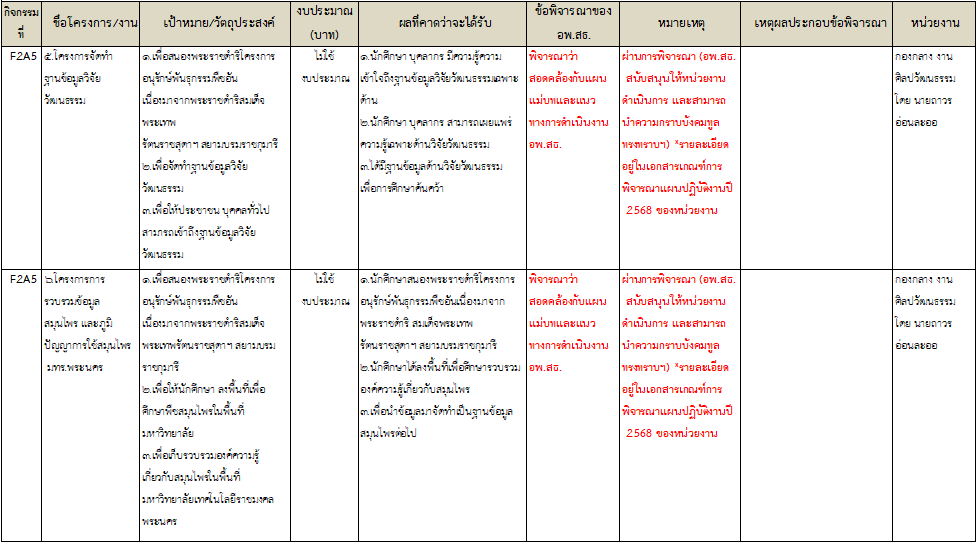 กิจกรรมที่
ชื่อโครงการ/งาน
เป้าหมาย/วัตถุประสงค์
งบประมาณ
(บาท)
ผลที่คาดว่าจะได้รับ
ข้อพิจารณาของ
อพ.สธ.
หมายเหตุ
เหตุผลประกอบข้อพิจารณา
หน่วยงาน
F2A5
๕.โครงการจัดทำ
ฐานข้อมูลวิจัย
วัฒนธรรม
๑.เพื่อสนองพระราชดำริโครงการ
อนุรักษ์พันธุกรรมพืชอัน
เนื่องมาจากพระราชดำริสมเด็จ
พระเทพ
รัตนราชสุดาฯ สยามบรมราชกุมารี
๒.เพื่อจัดทำฐานข้อมูลวิจัย
วัฒนธรรม
๓.เพื่อให้ประชาชน บุคคลทั่วไป
สามารถเข้าถึงฐานข้อมูลวิจัย
วัฒนธรรม
ไม่ใช้
งบประมาณ
๑.นักศึกษา บุคลากร มีความรู้ความ
เข้าใจถึงฐานข้อมูลวิจัยวัฒนธรรมเฉพาะ
ด้าน
๒.นักศึกษา บุคลากร สามารถเผยแพร่
ความรู้เฉพาะด้านวิจัยวัฒนธรรม
๓.ได้มีฐานข้อมูลด้านวิจัยวัฒนธรรม
เพื่อการศึกษาค้นคว้า
พิจารณาว่า
สอดคล้องกับแผน
แม่บทและแนว
ทางการดำเนินงาน
อพ.สธ.
ผ่านการพิจารณา (อพ.สธ.
สนับสนุนให้หน่วยงาน
ดำเนินการ และสามารถ
นำความกราบบังคมทูล
ทรงทราบฯ) *รายละเอียด
อยู่ในเอกสารเกณฑ์การ
พิจารณาแผนปฏิบัติงานปี
2568 ของหน่วยงาน
กองกลาง งาน
ศิลปวัฒนธรรม
โดย นายถาวร
อ่อนละออ
F2A5
๖.โครงการการ
รวบรวมข้อมูล
สมุนไพร และภูมิ
ปัญญาการใช้สมุนไพร
มทร.พระนคร
๑.เพื่อสนองพระราชดำริโครงการ
อนุรักษ์พันธุกรรมพืชอัน
เนื่องมาจากพระราชดำริสมเด็จ
พระเทพรัตนราชสุดาฯ สยามบรม
ราชกุมารี
๒.เพื่อให้นักศึกษา ลงพื้นที่เพื่อ
ศึกษาพืชสมุนไพรในพื้นที่
มหาวิทยาลัย
๓.เพื่อเก็บรวบรวมองค์ความรู้
เกี่ยวกับสมุนไพรในพื้นที่
มหาวิทยาลัยเทคโนโลยีราชมงคล
พระนคร
ไม่ใช้
งบประมาณ
๑.นักศึกษาสนองพระราชดำริโครงการ
อนุรักษ์พันธุกรรมพืชอันเนื่องมาจาก
พระราชดำริ สมเด็จพระเทพ
รัตนราชสุดาฯ สยามบรมราชกุมารี
๒.นักศึกษาได้ลงพื้นที่เพื่อศึกษารวบรวม
องค์ความรู้เกี่ยวกับสมุนไพร
๓.เพื่อนำข้อมูลมาจัดทำเป็นฐานข้อมูล
สมุนไพรต่อไป
พิจารณาว่า
สอดคล้องกับแผน
แม่บทและแนว
ทางการดำเนินงาน
อพ.สธ.
ผ่านการพิจารณา (อพ.สธ.
สนับสนุนให้หน่วยงาน
ดำเนินการ และสามารถ
นำความกราบบังคมทูล
ทรงทราบฯ) *รายละเอียด
อยู่ในเอกสารเกณฑ์การ
พิจารณาแผนปฏิบัติงานปี
2568 ของหน่วยงาน
กองกลาง งาน
ศิลปวัฒนธรรม
โดย นายถาวร
อ่อนละออ